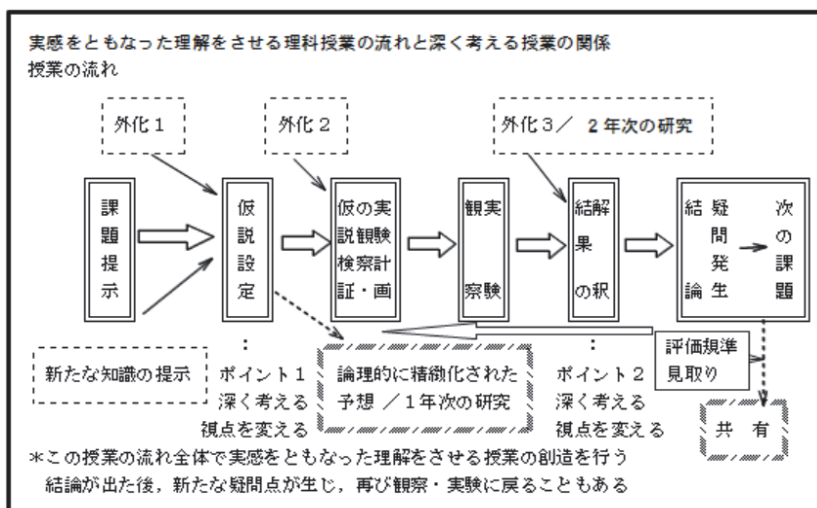 実感をともなった理解をさせる理科授業の流れと深く考える授業の関係
授業の流れ
外化1
外化2
外化3／ 2年次の研究
課題提示
仮説設定
仮説検証の観察・実験計画
観察
実験
結果の
解釈
結論
疑問発生
次の課題
新たな知識の提示
：
ポイント1
深く考える
視点を変える
論理的に精緻化された
予想 ／1年次の研究
：
ポイント2
深く考える
視点を変える
評価規準
見取り
共 有
＊この授業の流れ全体で実感をともなった理解をさせる授業の創造を行う
結論が出た後，新たな疑問点が生じ，再び観察・実験に戻ることもある